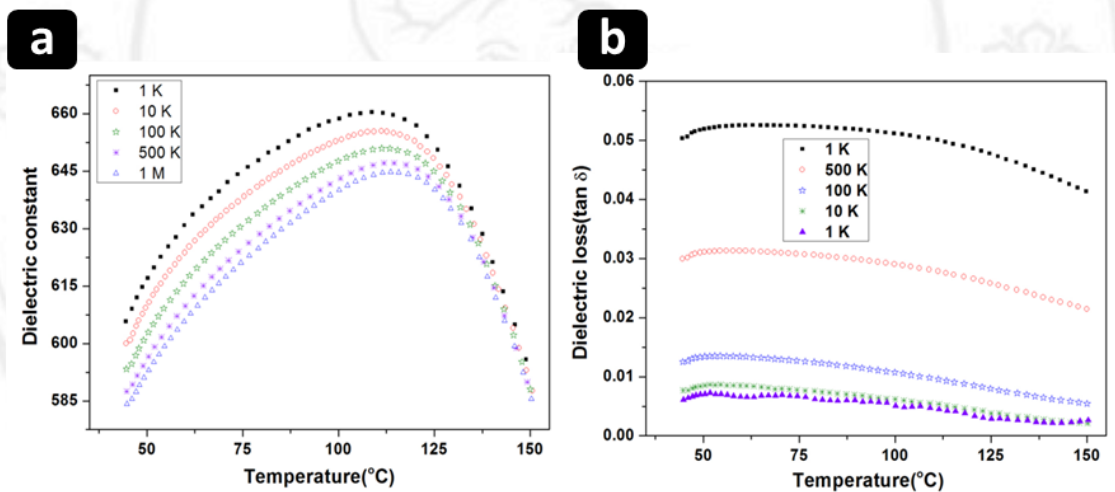 a
b
Dielectric constant
660
645
630
615
600
585
1 K
10 K
100 K
500 K
1 M
50
75
100
125
150
Temperature(°C)
Dielectric loss(tan δ)
0.06
0.05
0.04
0.03
0.02
0.01
0.00
1 K
500 K
100 K
10 K
1 K
50
75
100
125
150
Temperature(°C)